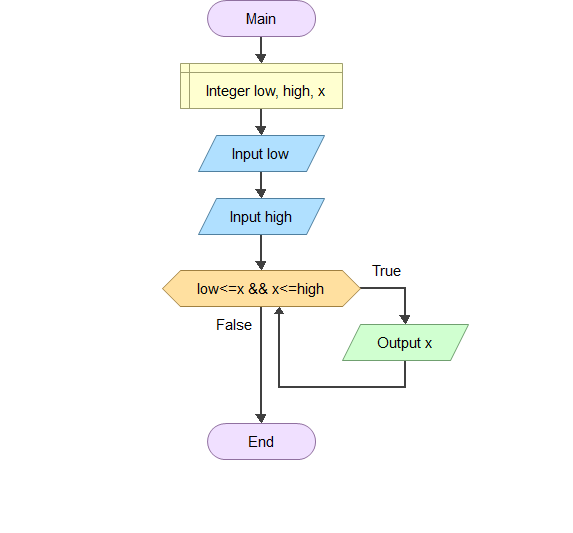 Main
Integer low, high, x
Input low
Input high
low<=x && x<=high
True
False
Output x
End